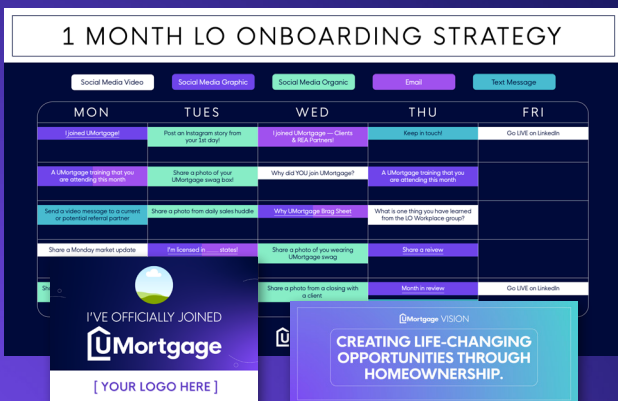 1 MONTH LO ONBOARDING STRATEGY
Social Media Video
Social Media Graphic
Social Media Organic
Email
Text Message
MON
TUES
WED
THU
FRI
I joined UMortgage!
Post an Instagram story from
your 1st day!
I joined UMortgage — Clients
& REA Partners!
Keep in touch!
Go LIVE on LinkedIn
A UMortgage training that you
are attending this month
Share a photo of your
UMortgage swag box!
Why did YOU join UMortgage?
A UMortgage training that you
are attending this month
Send a video message to a current
or potential referral partner
Share a photo from daily sales huddle
Why UMortgage Brag Sheet
What is one thing you have learned
from the LO Workplace group?
Share a Monday market update
I'm licensed in ....... states!
Share a photo of you wearing
UMortgage swag
Share a reivew
Share a photo from a closing with
a client
Month in review
Go LIVE on LinkedIn
I'VE OFFICIALLY JOINED
UMortgage
[ YOUR LOGO HERE ]
UMortgage VISION
CREATING LIFE-CHANGING
OPPORTUNITIES THROUGH
HOMEOWNERSHIP.